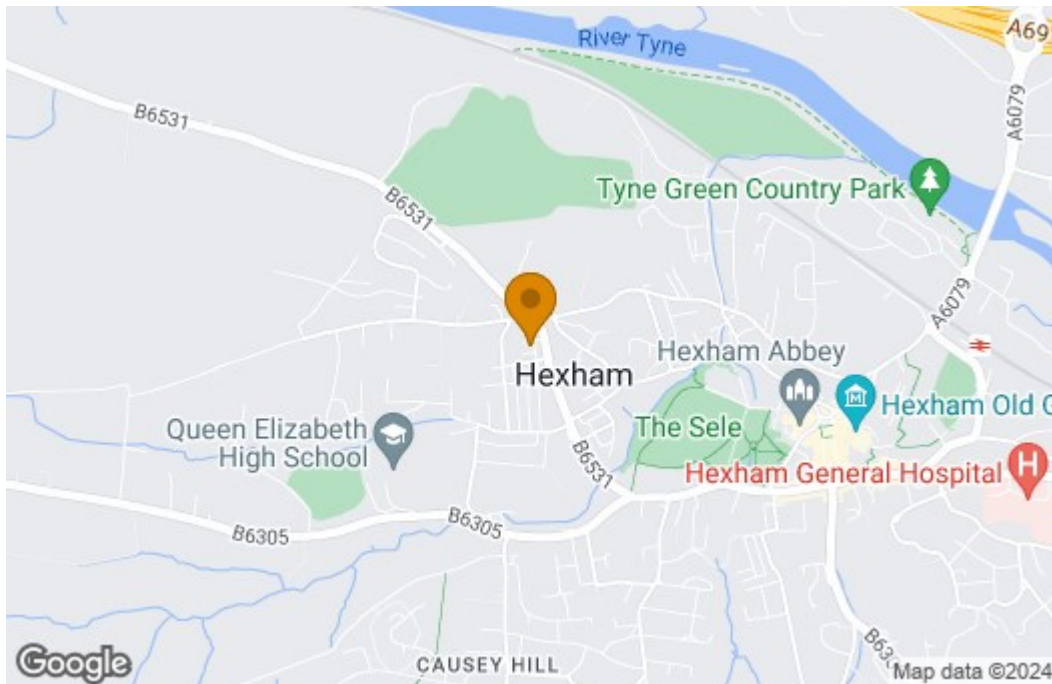 River Tyne
A69
B6531
A6079
Tyne Green Country Park
B6531
A6079
Hexham
Hexham Abbey
Hexham Old G
The Sele
Queen Elizabeth
High School
B6531
Hexham General Hospital
H
B6305
B6305
CAUSEY HILL
Google
Map data ©2024